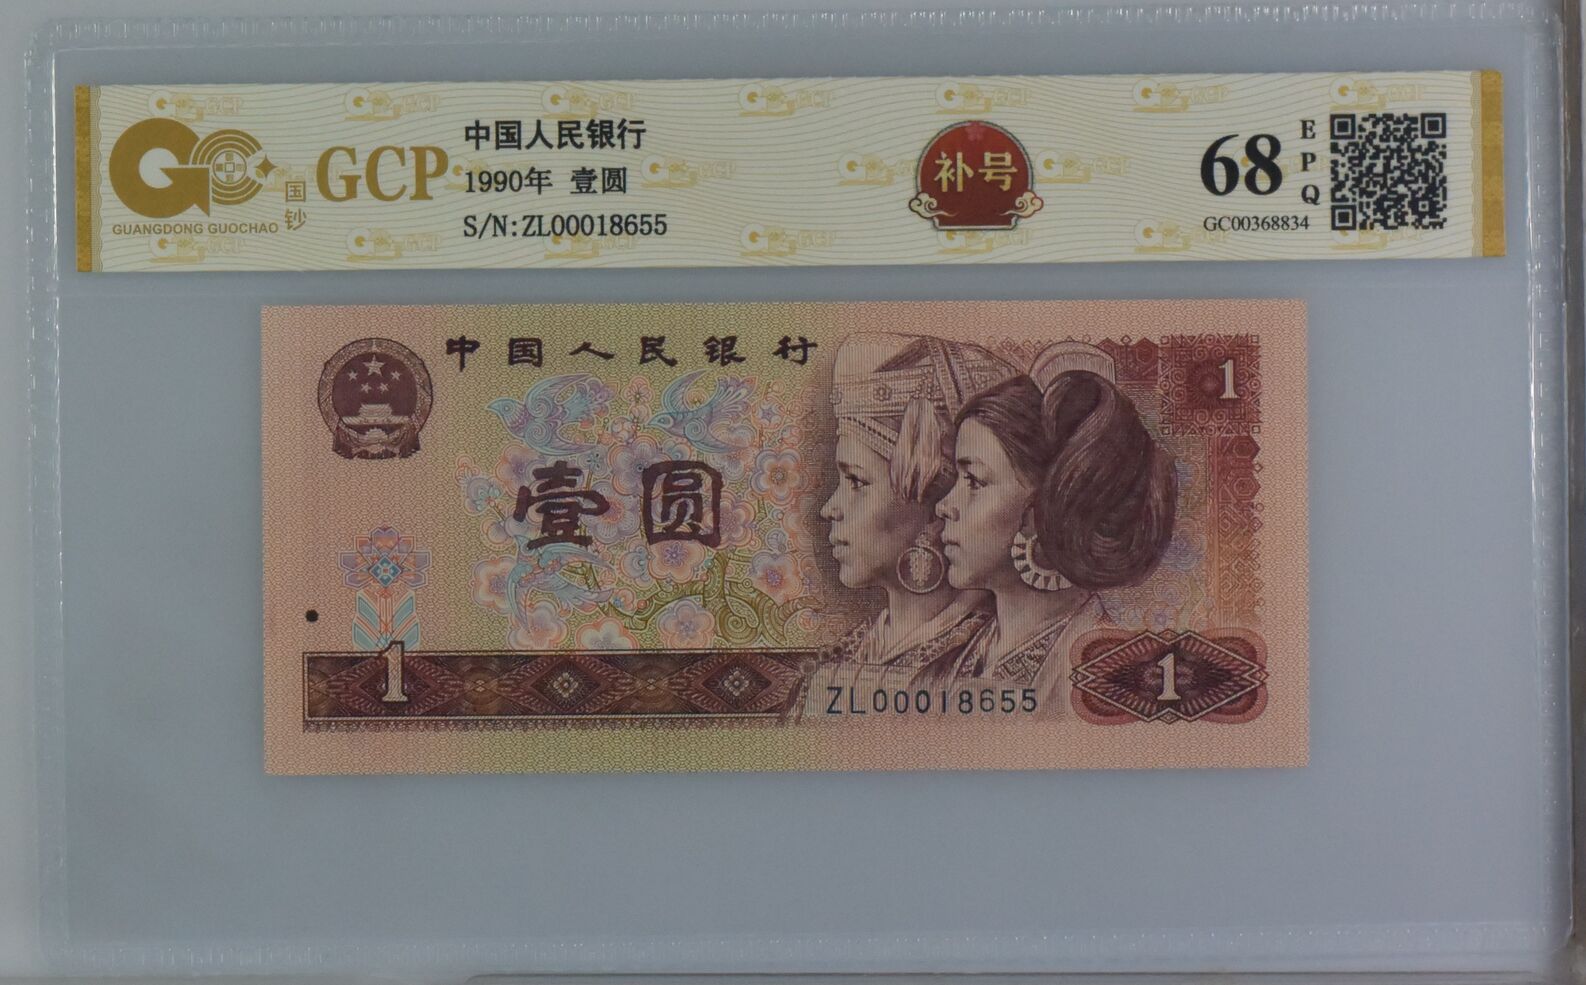 GUANGDONG GUOCHAO
国钞
GCP
中国人民银行
1990年 壹圆
S/N:ZL00018655
补号
68
EPQ
GC00368834
中国人民银行
1
壹圆
1
ZL00018655
1